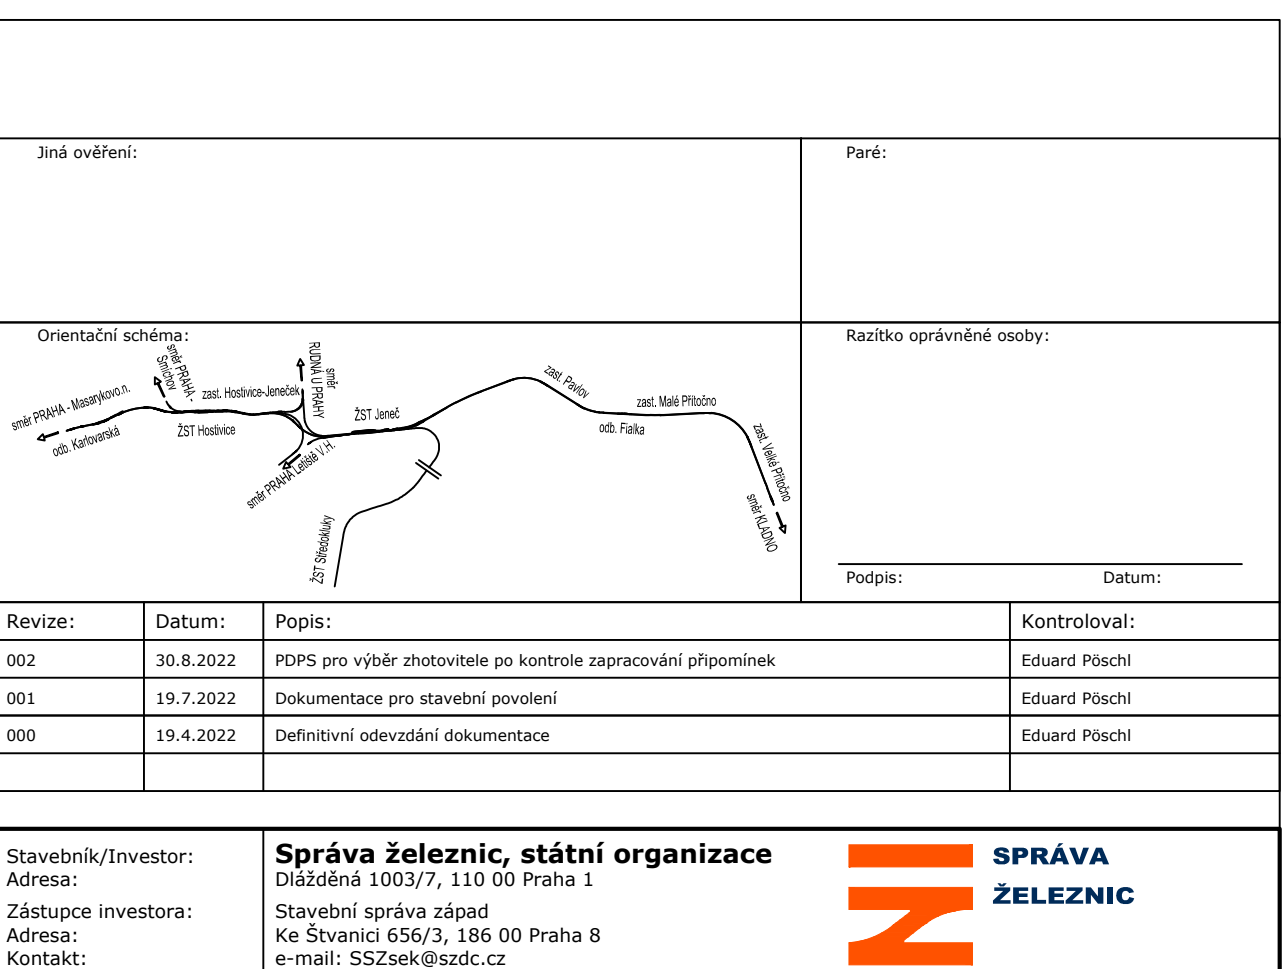 Jiná ověření:
Paré:
Orientační schéma:
Razítko oprávněné osoby:
směr PRAHA - Masarykovo.n.
odb. Karlovarská
směr PRAHA -
Smíchov
ŽST Hostivice
zast. Hostivice-Jeneček
směr
RUDNÁ U PRAHY
směr PRAHA Letiště V.H.
ŽST Jeneč
ŽST Středokluky
zast. Pavlov
odb. Fialka
zast. Malé Přítočno
zast. Velké Přítočno
směr KLADNO
Podpis:
Datum:
Revize: Datum: Popis: Kontroloval:
002 30.8.2022 PDPS pro výběr zhotovitele po kontrole zapracování připomínek Eduard Pöschl
001 19.7.2022 Dokumentace pro stavební povolení Eduard Pöschl
000 19.4.2022 Definitivní odevzdání dokumentace Eduard Pöschl
Stavebník/Investor: Správa železnic, státní organizace
Adresa: Dlážděná 1003/7, 110 00 Praha 1
Zástupce investora: Stavební správa západ
Adresa: Ke Štvanici 656/3, 186 00 Praha 8
Kontakt: e-mail: SSZsek@szdc.cz
SPRÁVA
ŽELEZNIC